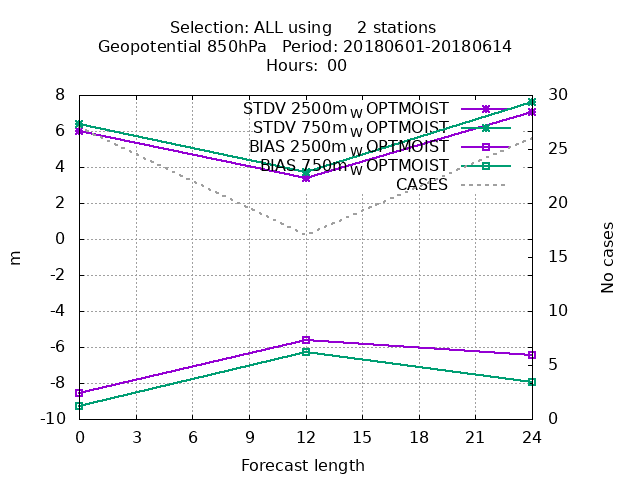 Selection: ALL using 2 stations
Geopotential 850hPa Period: 20180601-20180614
Hours: 00
8
6
4
2
0
-2
-4
-6
-8
-10
m
STDV 2500m W OPTMOIST
STDV 750m W OPTMOIST
BIAS 2500m W OPTMOIST
BIAS 750m W OPTMOIST
CASES
30
25
20
15
10
5
0
No cases
0 3 6 9 12 15 18 21 24
Forecast length